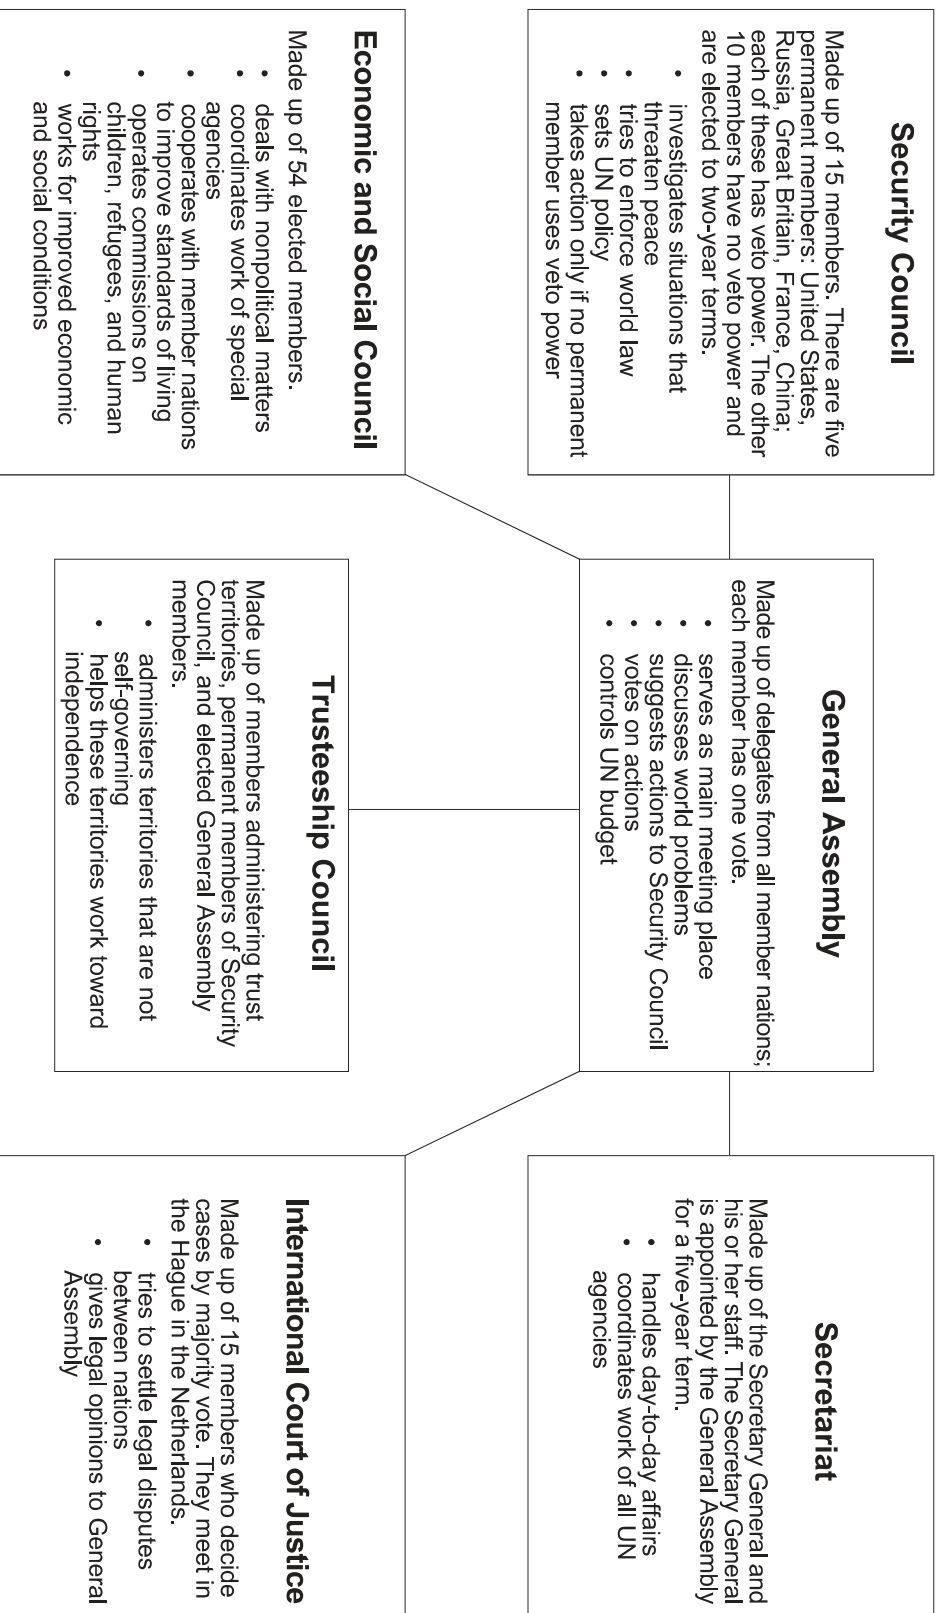 Security Council
Made up of 15 members. There are five
permanent members: United States,
Russia, Great Britain, France, China;
each of these has veto power. The other
10 members have no veto power and
are elected to two-year terms.
• investigates situations that
threaten peace
• tries to enforce world law
• sets UN policy
• takes action only if no permanent
member uses veto power
General Assembly
Made up of delegates from all member nations;
each member has one vote.
• serves as main meeting place
• discusses world problems
• suggests actions to Security Council
• votes on actions
• controls UN budget
Secretariat
Made up of the Secretary General and
his or her staff. The Secretary General
is appointed by the General Assembly
for a five-year term.
• handles day-to-day affairs
• coordinates work of all UN
agencies
Economic and Social Council
Made up of 54 elected members.
• deals with nonpolitical matters
• coordinates work of special
agencies
• cooperates with member nations
to improve standards of living
• operates commissions on
children, refugees, and human
rights
• works for improved economic
and social conditions
Trusteeship Council
Made up of members administering trust
territories, permanent members of Security
Council, and elected General Assembly
members.
• administers territories that are not
self-governing
• helps these territories work toward
independence
International Court of Justice
Made up of 15 members who decide
cases by majority vote. They meet in
the Hague in the Netherlands.
• tries to settle legal disputes
between nations
• gives legal opinions to General
Assembly